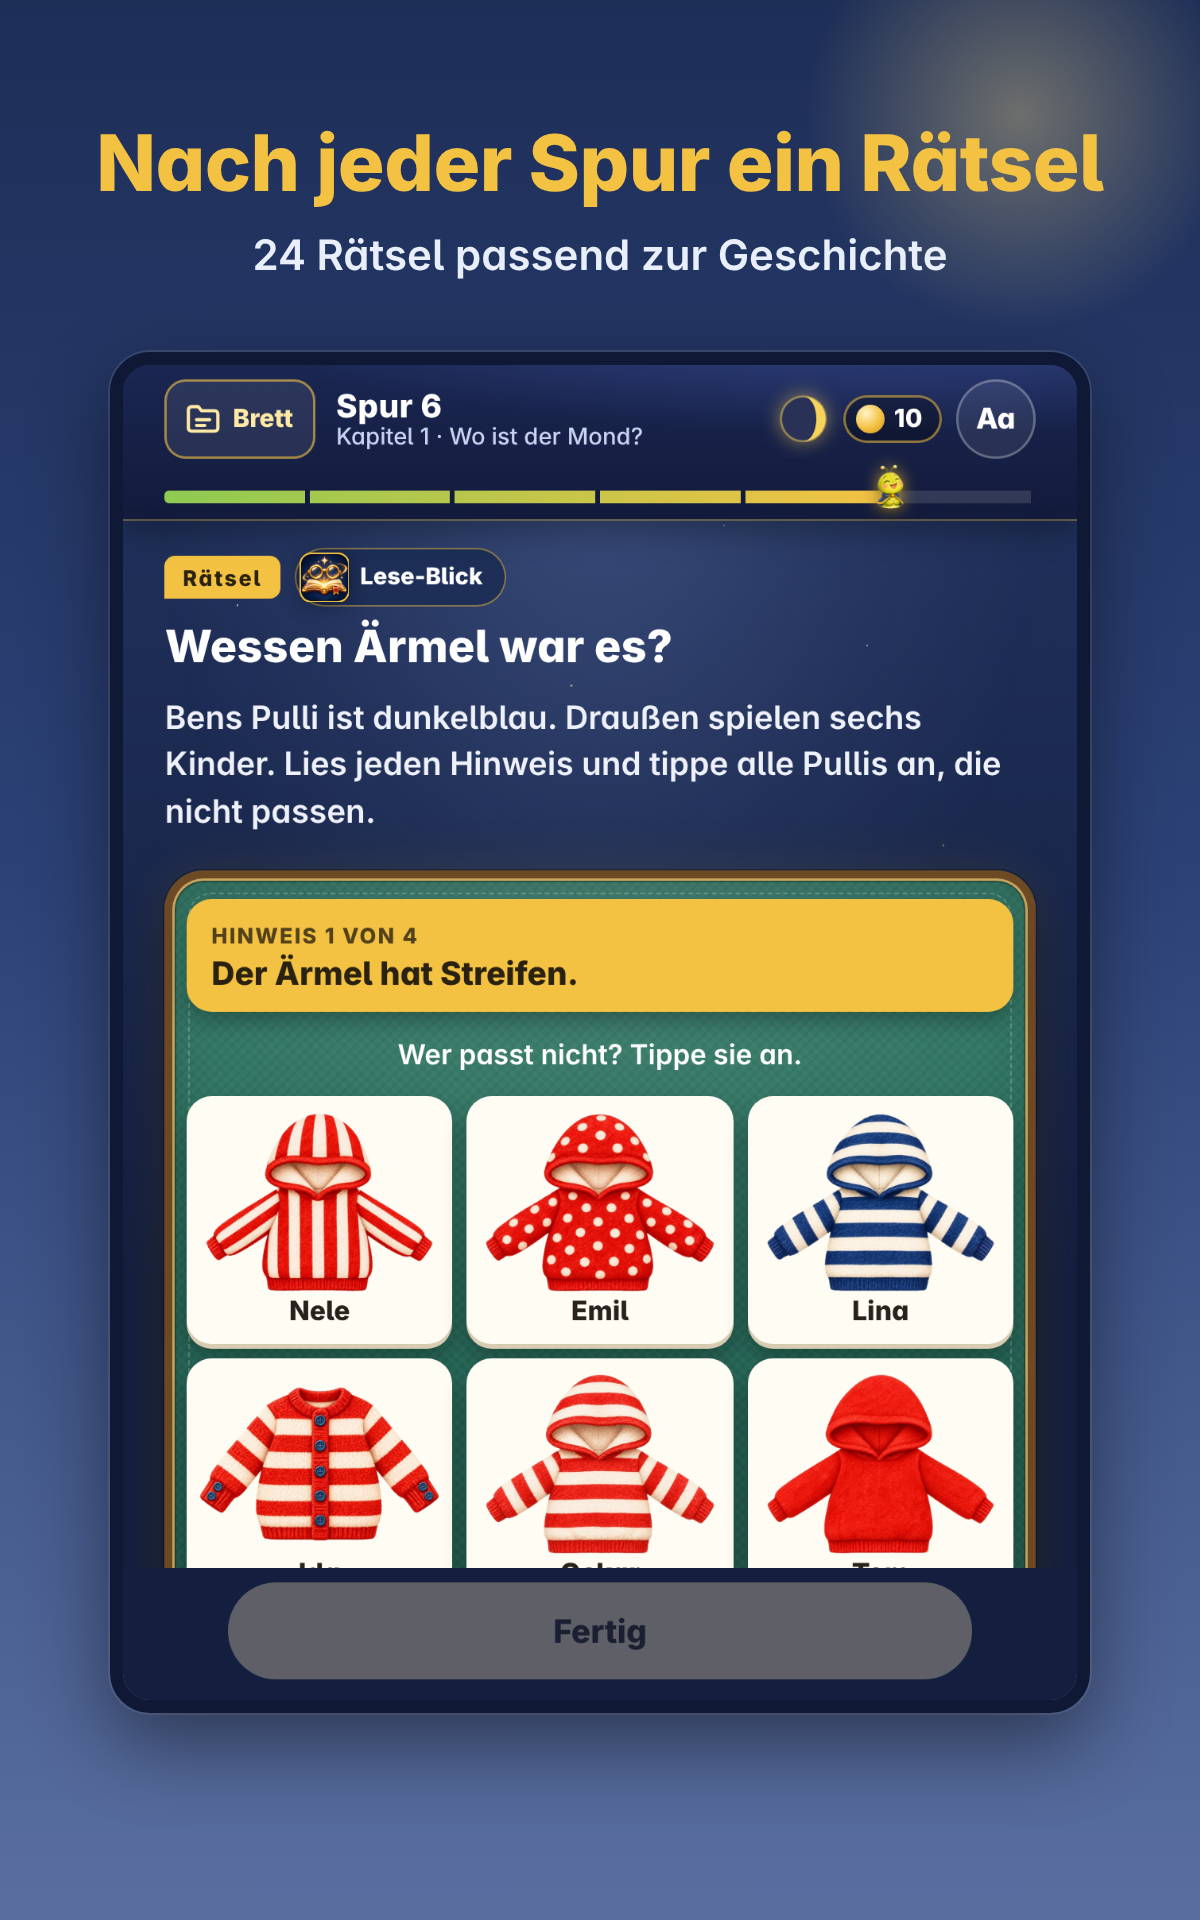 Nach jeder Spur ein Rätsel
24 Rätsel passend zur Geschichte
Brett
Spur 6
Kapitel 1 · Wo ist der Mond?
10
Aa
Rätsel
Lese-Blick
Wessen Ärmel war es?
Bens Pulli ist dunkelblau. Draußen spielen sechs
Kinder. Lies jeden Hinweis und tippe alle Pullis an, die
nicht passen.
HINWEIS 1 VON 4
Der Ärmel hat Streifen.
Wer passt nicht? Tippe sie an.
Nele
Emil
Lina
Fertig